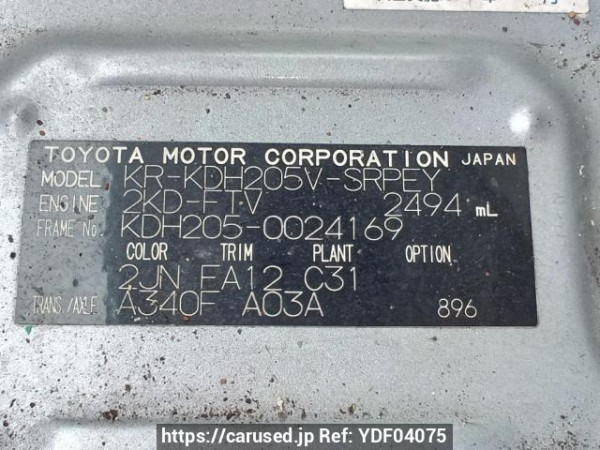 TOYOTA MOTOR CORPORATION JAPAN
MODEL KR-KDH205V-SRPEY
ENGINE 2KD-FTV 2494 mL
FRAME No. KDH205-0024169
COLOR TRIM PLANT OPTION
2JN FA12 C31
TRANS./AXLE A340F A03A 896
https://carused.jp Ref: YDF04075